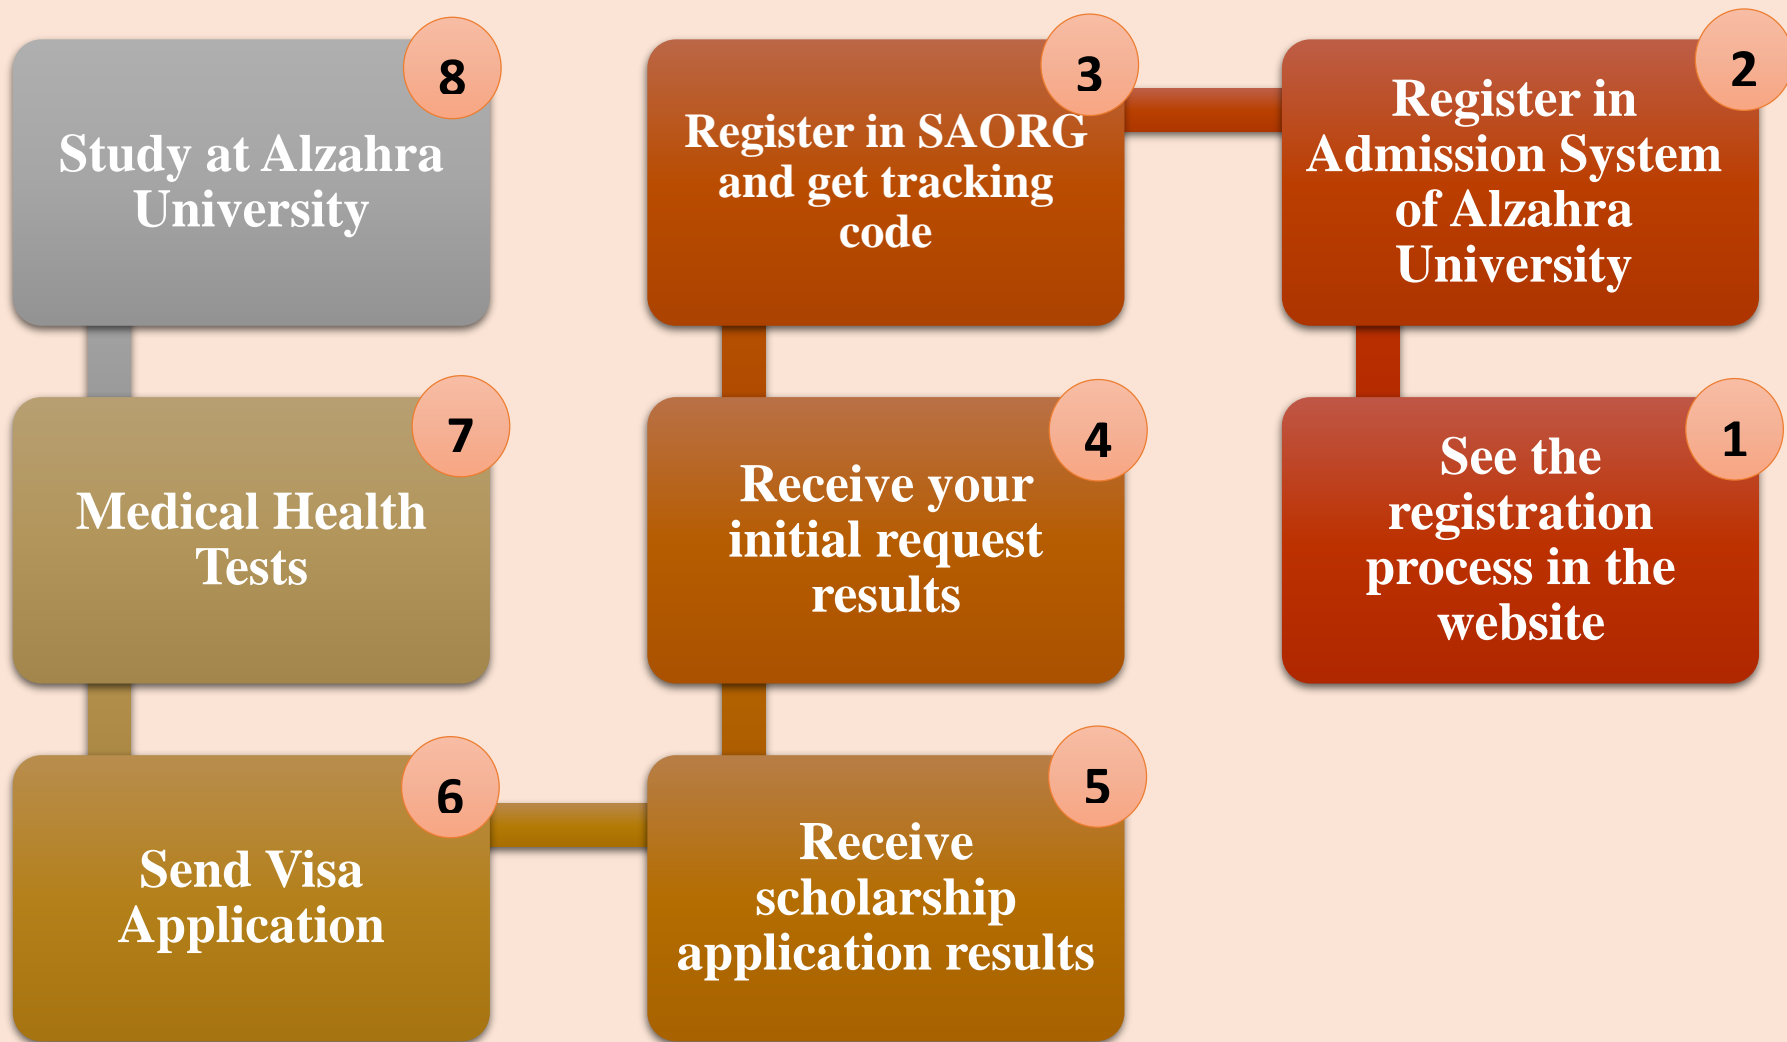 1
See the
registration
process in the
website
2
Register in
Admission System
of Alzahra
University
3
Register in SAORG
and get tracking
code
4
Receive your
initial request
results
5
Receive
scholarship
application results
6
Send Visa
Application
7
Medical Health
Tests
8
Study at Alzahra
University